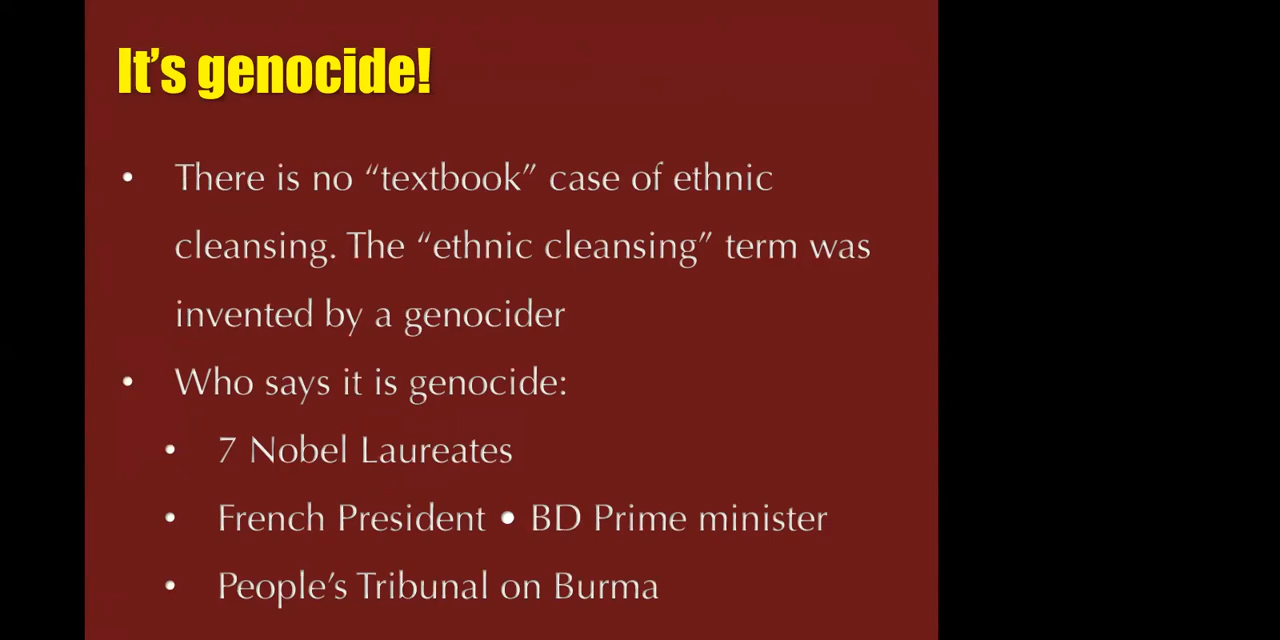 It’s genocide!
• There is no “textbook” case of ethnic
cleansing. The “ethnic cleansing” term was
invented by a genocider
• Who says it is genocide:
• 7 Nobel Laureates
• French President • BD Prime minister
• People’s Tribunal on Burma